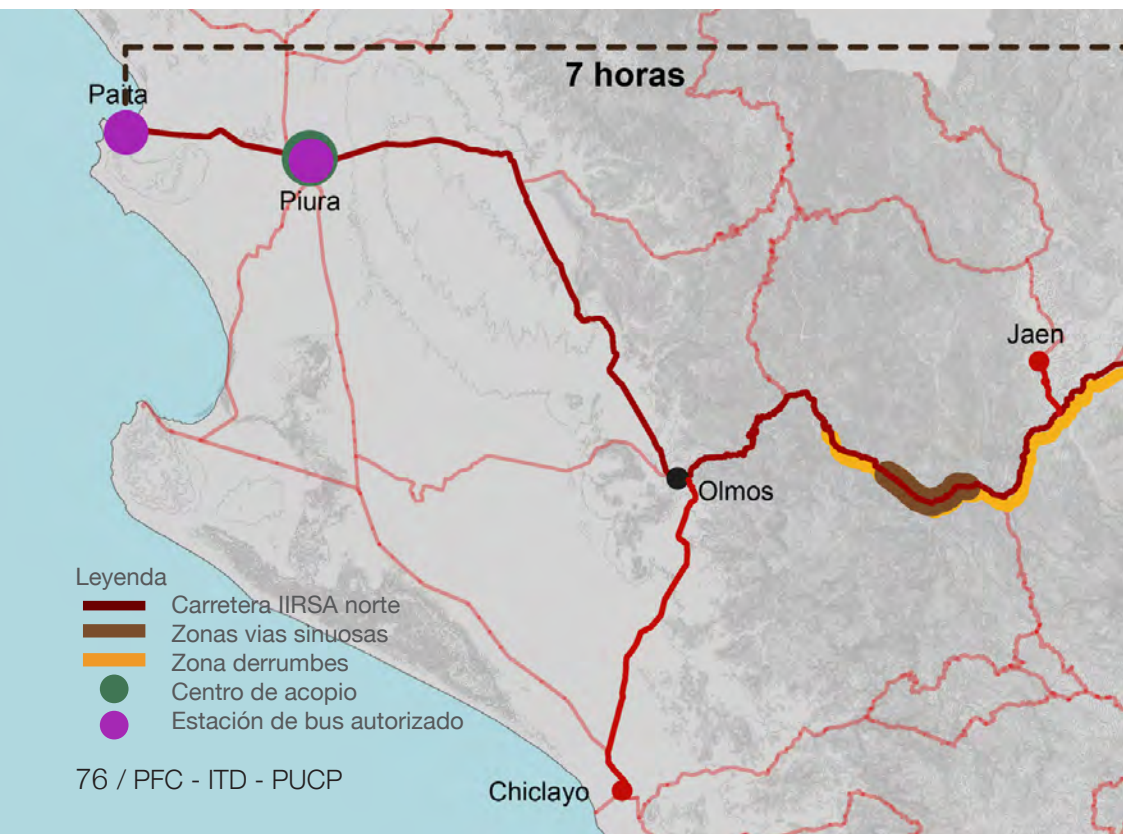 7 horas
Paita
Piura
Jaen
Olmos
Leyenda
Carretera IIRSA norte
Zonas vias sinuosas
Zona derrumbes
Centro de acopio
Estación de bus autorizado
76 / PFC - ITD - PUCP
Chiclayo